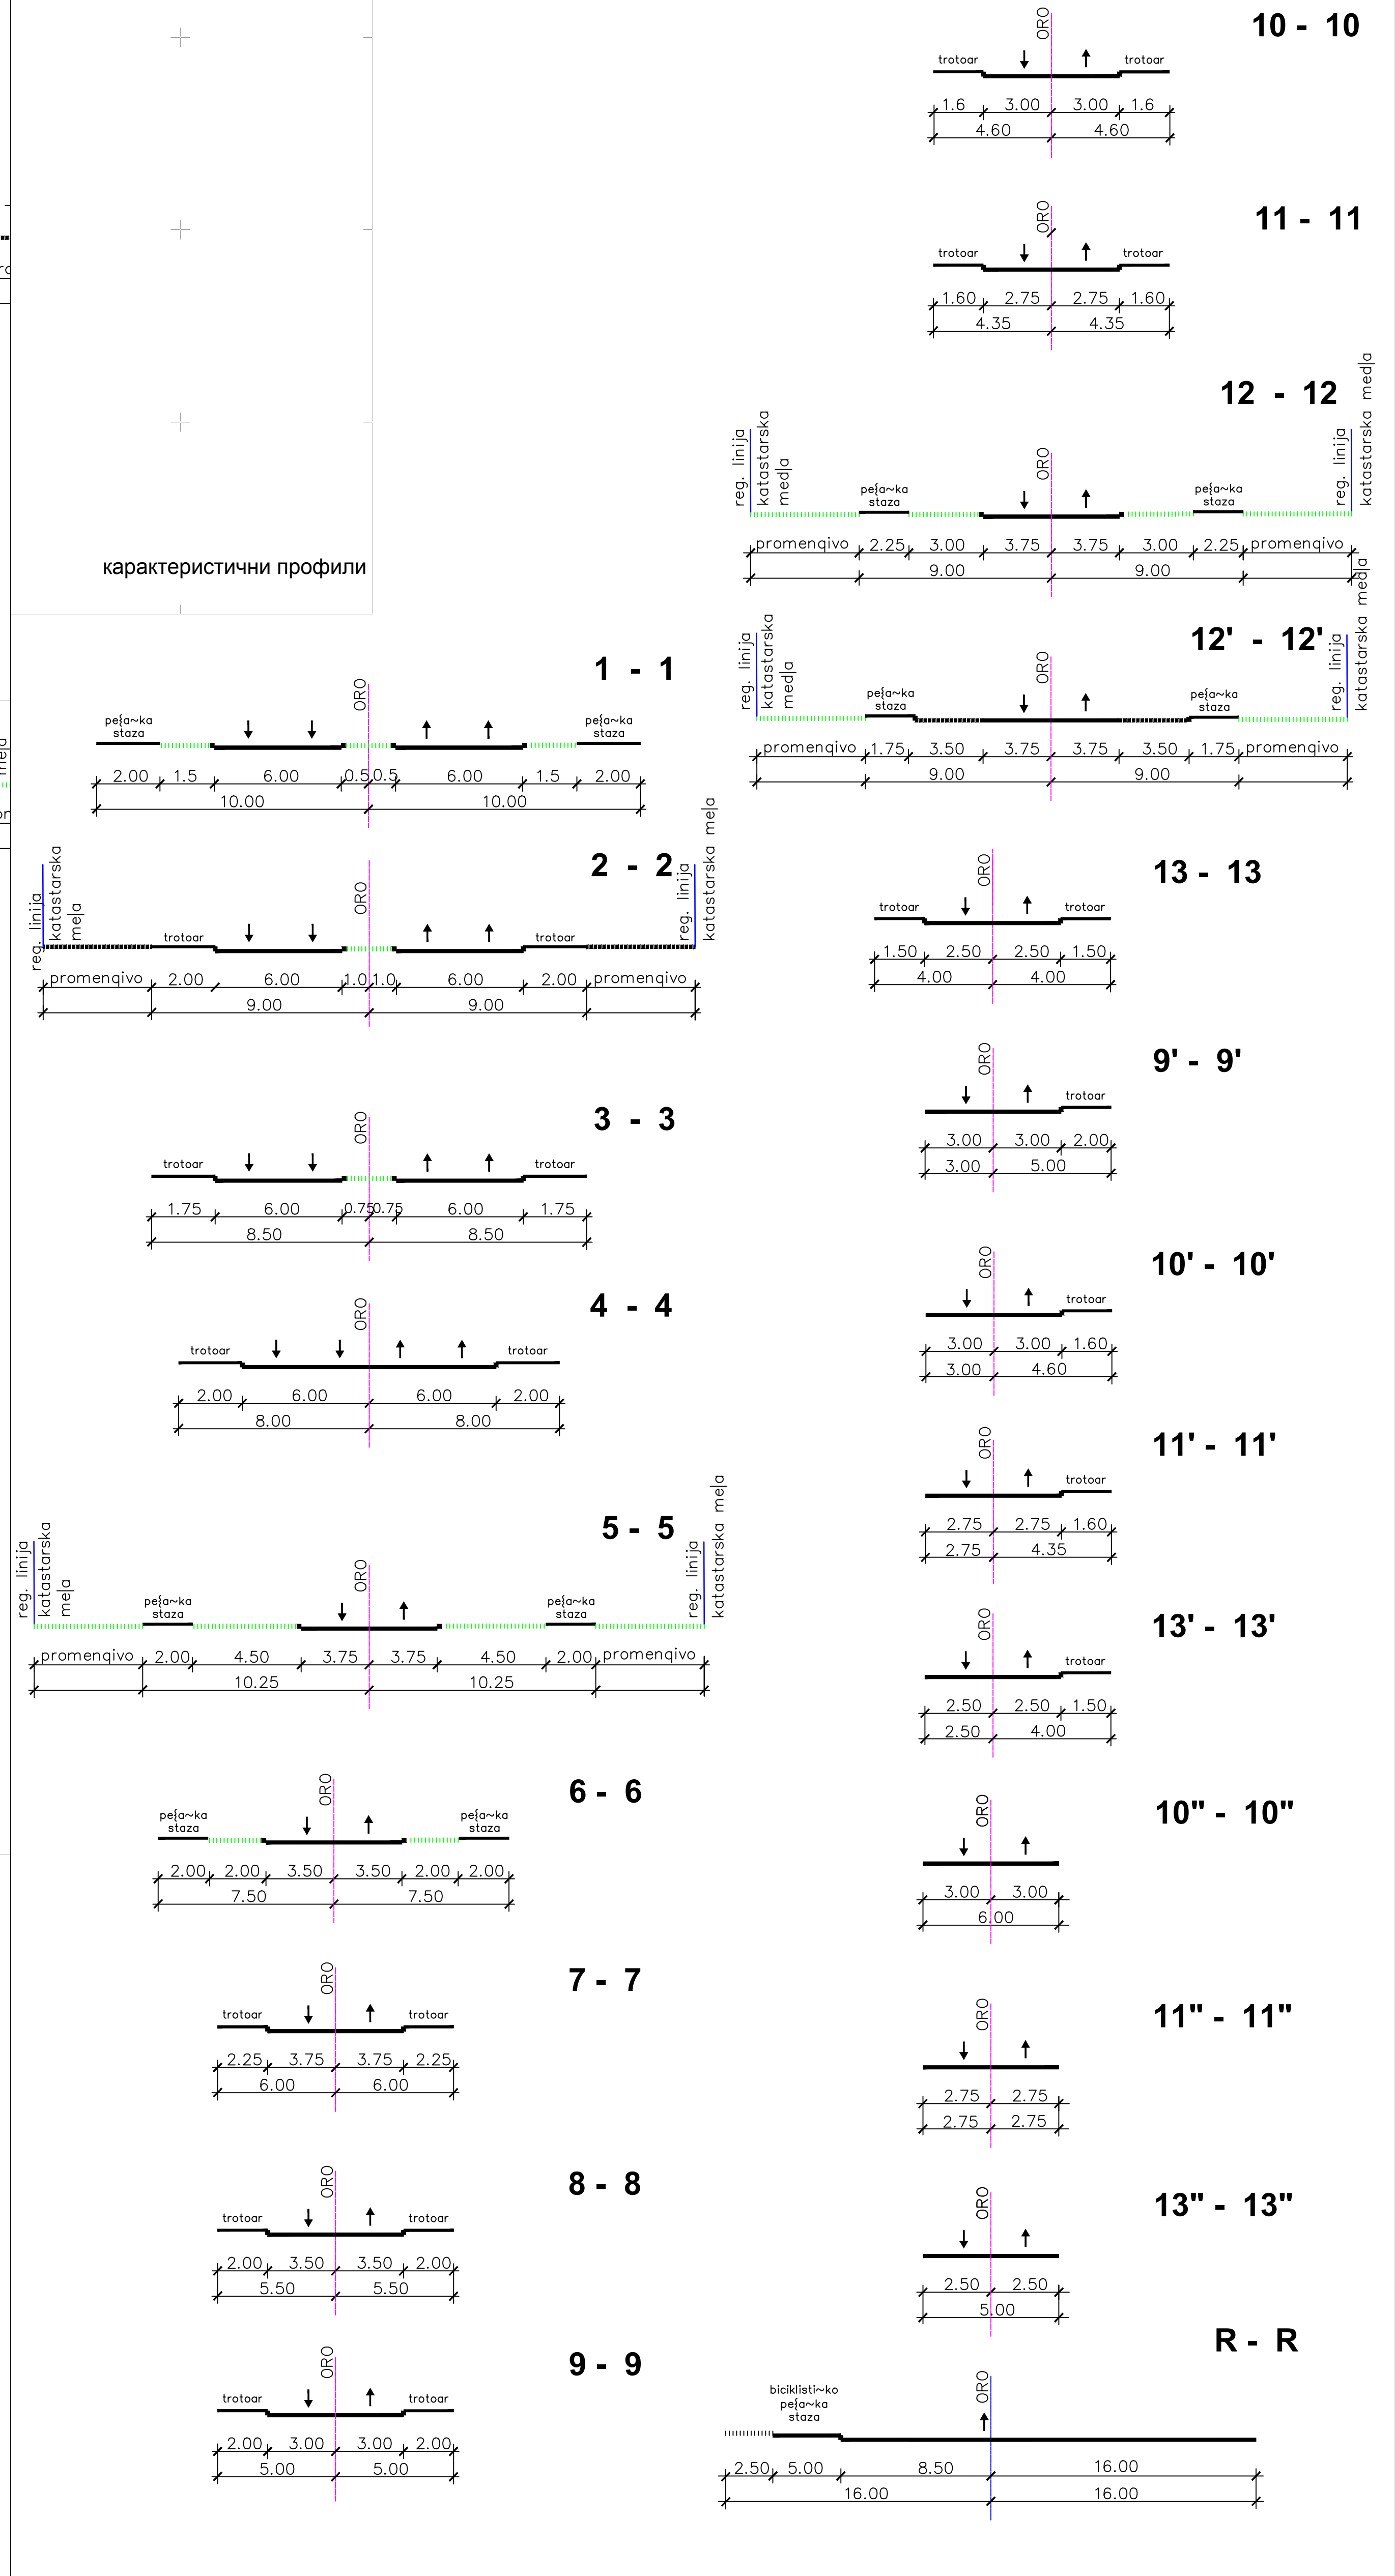 карактеристични профили
1 - 1
ORO
pe{a~ka
staza
pe{a~ka
staza
2.00 1.5 6.00 0.5 0.5 6.00 1.5 2.00
10.00 10.00
2 - 2
reg. linija
katastarska
me|a
ORO
reg. linija
katastarska me|a
trotoar trotoar
promenqivo 2.00 6.00 1.0 1.0 6.00 2.00 promenqivo
9.00 9.00
3 - 3
ORO
trotoar trotoar
1.75 6.00 0.75 0.75 6.00 1.75
8.50 8.50
4 - 4
ORO
trotoar trotoar
2.00 6.00 6.00 2.00
8.00 8.00
5 - 5
reg. linija
katastarska
me|a
ORO
reg. linija
katastarska me|a
pe{a~ka
staza
pe{a~ka
staza
promenqivo 2.00 4.50 3.75 3.75 4.50 2.00 promenqivo
10.25 10.25
6 - 6
ORO
pe{a~ka
staza
pe{a~ka
staza
2.00 2.00 3.50 3.50 2.00 2.00
7.50 7.50
7 - 7
ORO
trotoar trotoar
2.25 3.75 3.75 2.25
6.00 6.00
8 - 8
ORO
trotoar trotoar
2.00 3.50 3.50 2.00
5.50 5.50
9 - 9
ORO
trotoar trotoar
2.00 3.00 3.00 2.00
5.00 5.00
10 - 10
ORO
trotoar trotoar
1.6 3.00 3.00 1.6
4.60 4.60
11 - 11
ORO
trotoar trotoar
1.60 2.75 2.75 1.60
4.35 4.35
12 - 12
reg. linija
katastarska
med|a
ORO
reg. linija
katastarska med|a
pe{a~ka
staza
pe{a~ka
staza
promenqivo 2.25 3.00 3.75 3.75 3.00 2.25 promenqivo
9.00 9.00
12' - 12'
reg. linija
katastarska
med|a
ORO
reg. linija
katastarska med|a
pe{a~ka
staza
pe{a~ka
staza
promenqivo 1.75 3.50 3.75 3.75 3.50 1.75 promenqivo
9.00 9.00
13 - 13
ORO
trotoar trotoar
1.50 2.50 2.50 1.50
4.00 4.00
9' - 9'
ORO
trotoar
3.00 3.00 2.00
3.00 5.00
10' - 10'
ORO
trotoar
3.00 3.00 1.60
3.00 4.60
11' - 11'
ORO
trotoar
2.75 2.75 1.60
2.75 4.35
13' - 13'
ORO
trotoar
2.50 2.50 1.50
2.50 4.00
10" - 10"
ORO
3.00 3.00
6.00
11" - 11"
ORO
2.75 2.75
2.75 2.75
13" - 13"
ORO
2.50 2.50
5.00
R - R
ORO
biciklisti~ko
pe{a~ka
staza
2.50 5.00 8.50 16.00
16.00 16.00